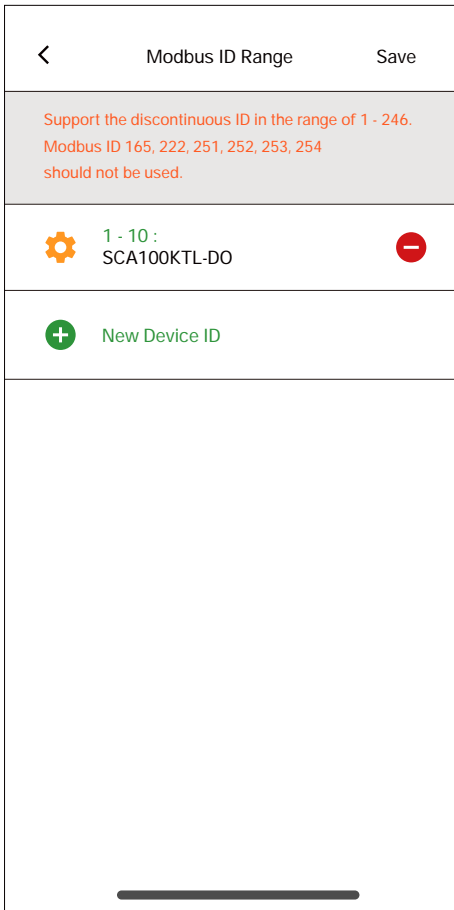 Modbus ID Range Save
Support the discontinuous ID in the range of 1 - 246.
Modbus ID 165, 222, 251, 252, 253, 254
should not be used.
1 - 10 :
SCA100KTL-DO
New Device ID